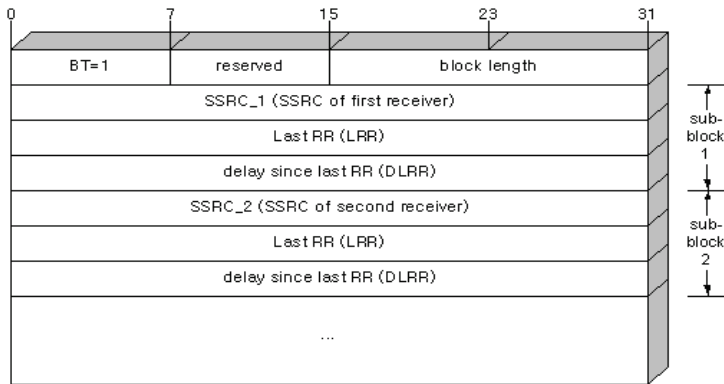 0 7 15 23 31
BT=1 reserved block length
SSRC_1 (SSRC of first receiver)
Last RR (LRR)
delay since last RR (DLRR)
sub-
block
1
SSRC_2 (SSRC of second receiver)
Last RR (LRR)
delay since last RR (DLRR)
sub-
block
2
...